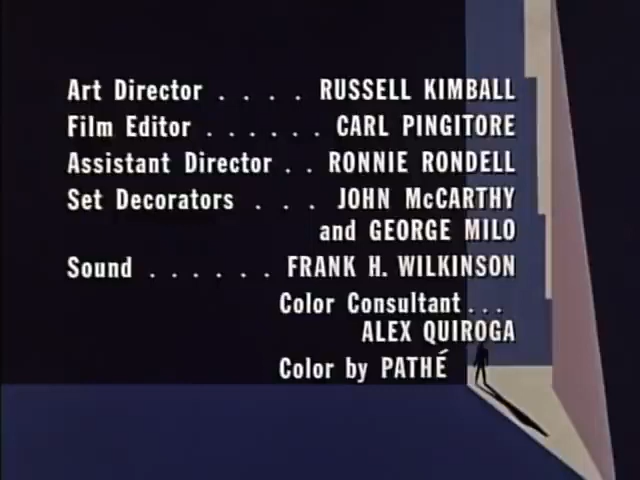 Art Director . . . . RUSSELL KIMBALL
Film Editor . . . . . . CARL PINGITORE
Assistant Director . . RONNIE RONDELL
Set Decorators . . . JOHN McCARTHY
and GEORGE MILO
Sound . . . . . . FRANK H. WILKINSON
Color Consultant . . .
ALEX QUIROGA
Color by PATHÉ